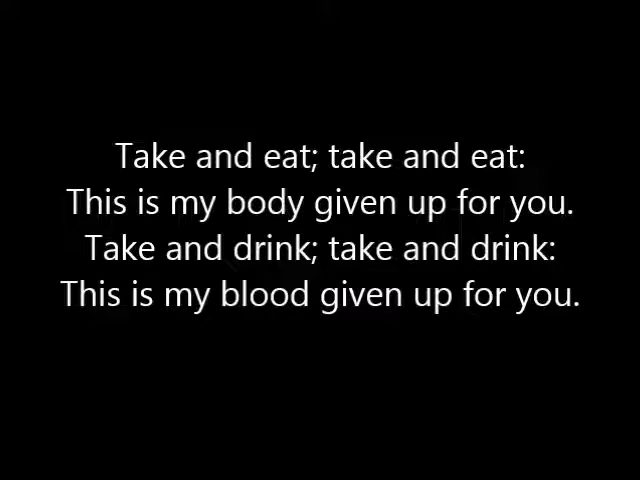 Take and eat; take and eat:
This is my body given up for you.
Take and drink; take and drink:
This is my blood given up for you.